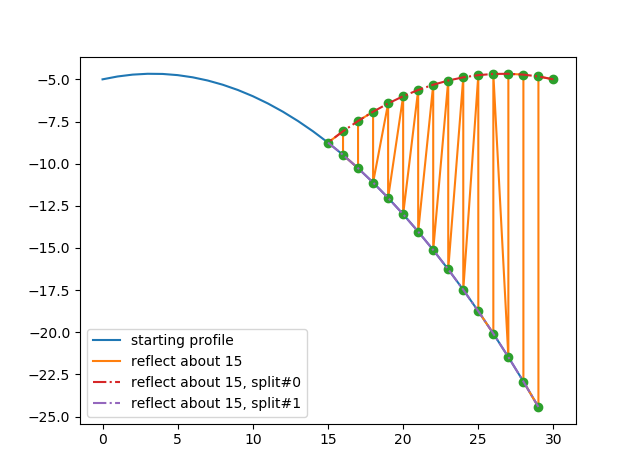 −5.0
−7.5
−10.0
−12.5
−15.0
−17.5
−20.0
−22.5
−25.0
starting profile
reflect about 15
reflect about 15, split#0
reflect about 15, split#1
0 5 10 15 20 25 30